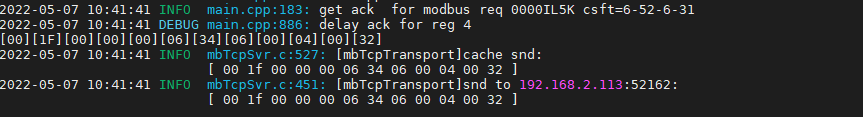 2022-05-07 10:41:41 INFO  main.cpp:183: get ack  for modbus req 0000IL5K csft=6-52-6-31
2022-05-07 10:41:41 DEBUG main.cpp:886: delay ack for reg 4
[00][1F][00][00][00][06][34][06][00][04][00][32]
2022-05-07 10:41:41 INFO  mbTcpSvr.c:527: [mbTcpTransport]cache snd:
[ 00 1f 00 00 00 06 34 06 00 04 00 32 ]
2022-05-07 10:41:41 INFO  mbTcpSvr.c:451: [mbTcpTransport]snd to 192.168.2.113:52162:
[ 00 1f 00 00 00 06 34 06 00 04 00 32 ]